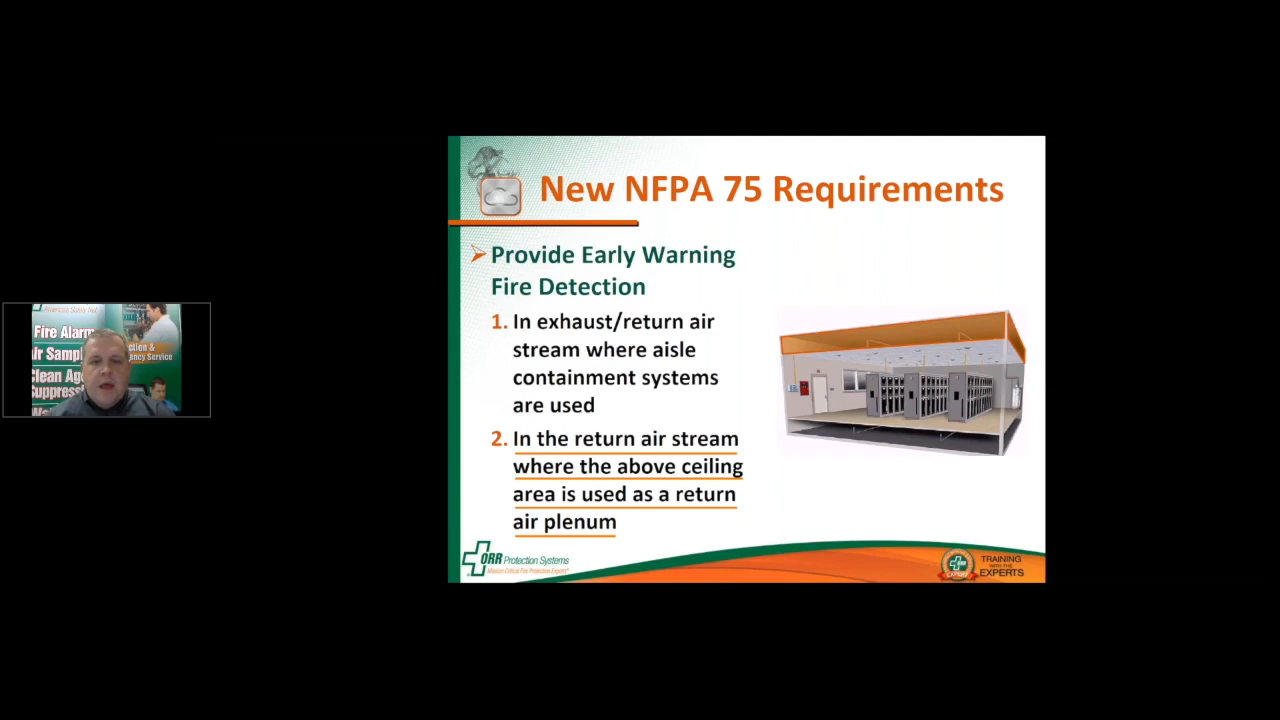 New NFPA 75 Requirements
Provide Early Warning
Fire Detection
1. In exhaust/return air
stream where aisle
containment systems
are used
2. In the return air stream
where the above ceiling
area is used as a return
air plenum
ORR Protection Systems
Mission Critical Fire Protection Experts
TRAINING
WITH THE
EXPERTS
Fire Alarm
Air Sampl
Clean Ag
Suppress
ction &
ency Service